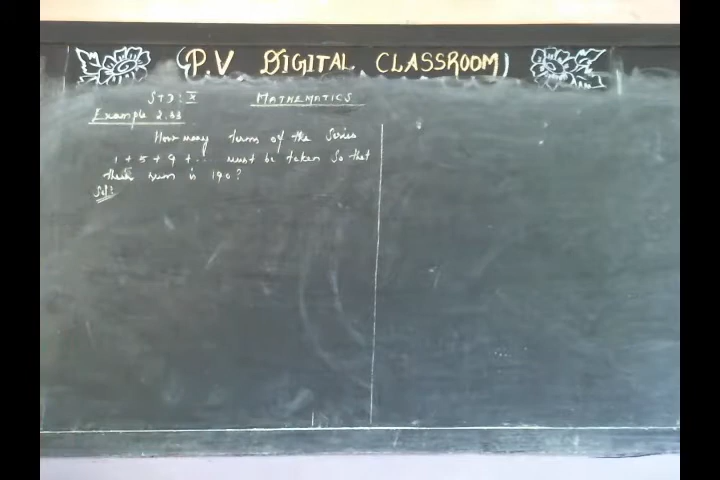 (P.V DIGITAL CLASSROOM)
STD: X MATHEMATICS
Example 2.33
How many terms of the Series
1 + 5 + 9 + ... must be taken So that
their sum is 190?
Sol: